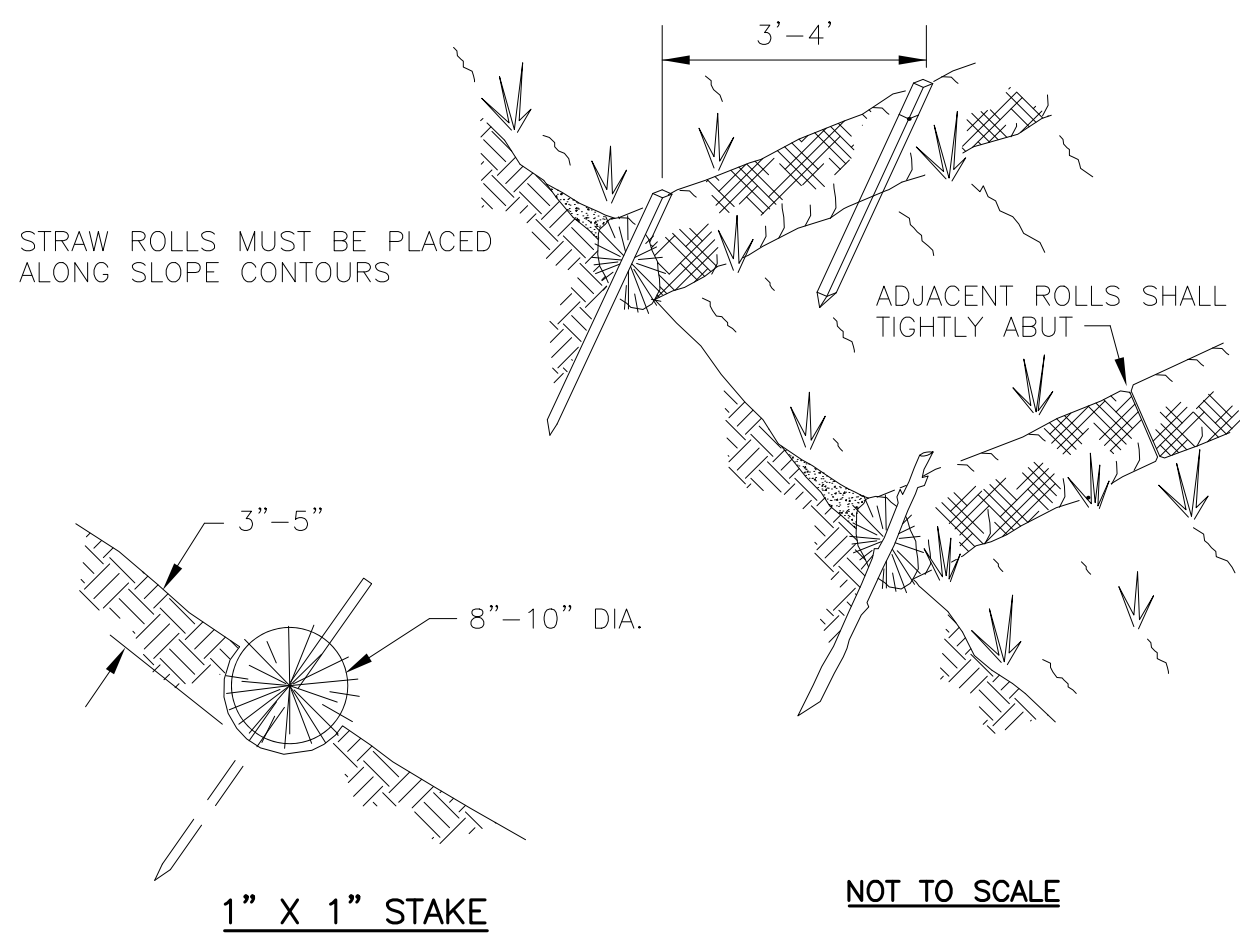 3'-4'
STRAW ROLLS MUST BE PLACED
ALONG SLOPE CONTOURS
ADJACENT ROLLS SHALL
TIGHTLY ABUT
3"-5"
8"-10" DIA.
1" X 1" STAKE
NOT TO SCALE